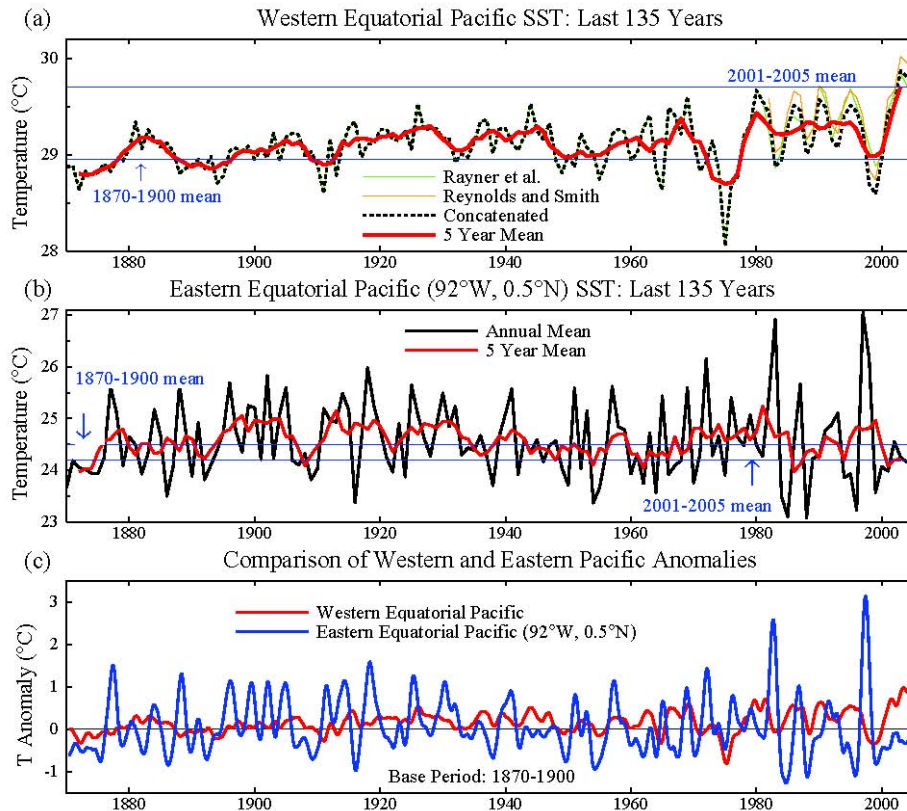 (a) Western Equatorial Pacific SST: Last 135 Years
Temperature (°C)
30
29
28
2001-2005 mean
1870-1900 mean
Rayner et al.
Reynolds and Smith
Concatenated
5 Year Mean
1880 1900 1920 1940 1960 1980 2000
(b) Eastern Equatorial Pacific (92°W, 0.5°N) SST: Last 135 Years
Temperature (°C)
27
26
25
24
23
Annual Mean
5 Year Mean
1870-1900 mean
2001-2005 mean
1880 1900 1920 1940 1960 1980 2000
(c) Comparison of Western and Eastern Pacific Anomalies
T Anomaly (°C)
3
2
1
0
-1
Western Equatorial Pacific
Eastern Equatorial Pacific (92°W, 0.5°N)
Base Period: 1870-1900
1880 1900 1920 1940 1960 1980 2000